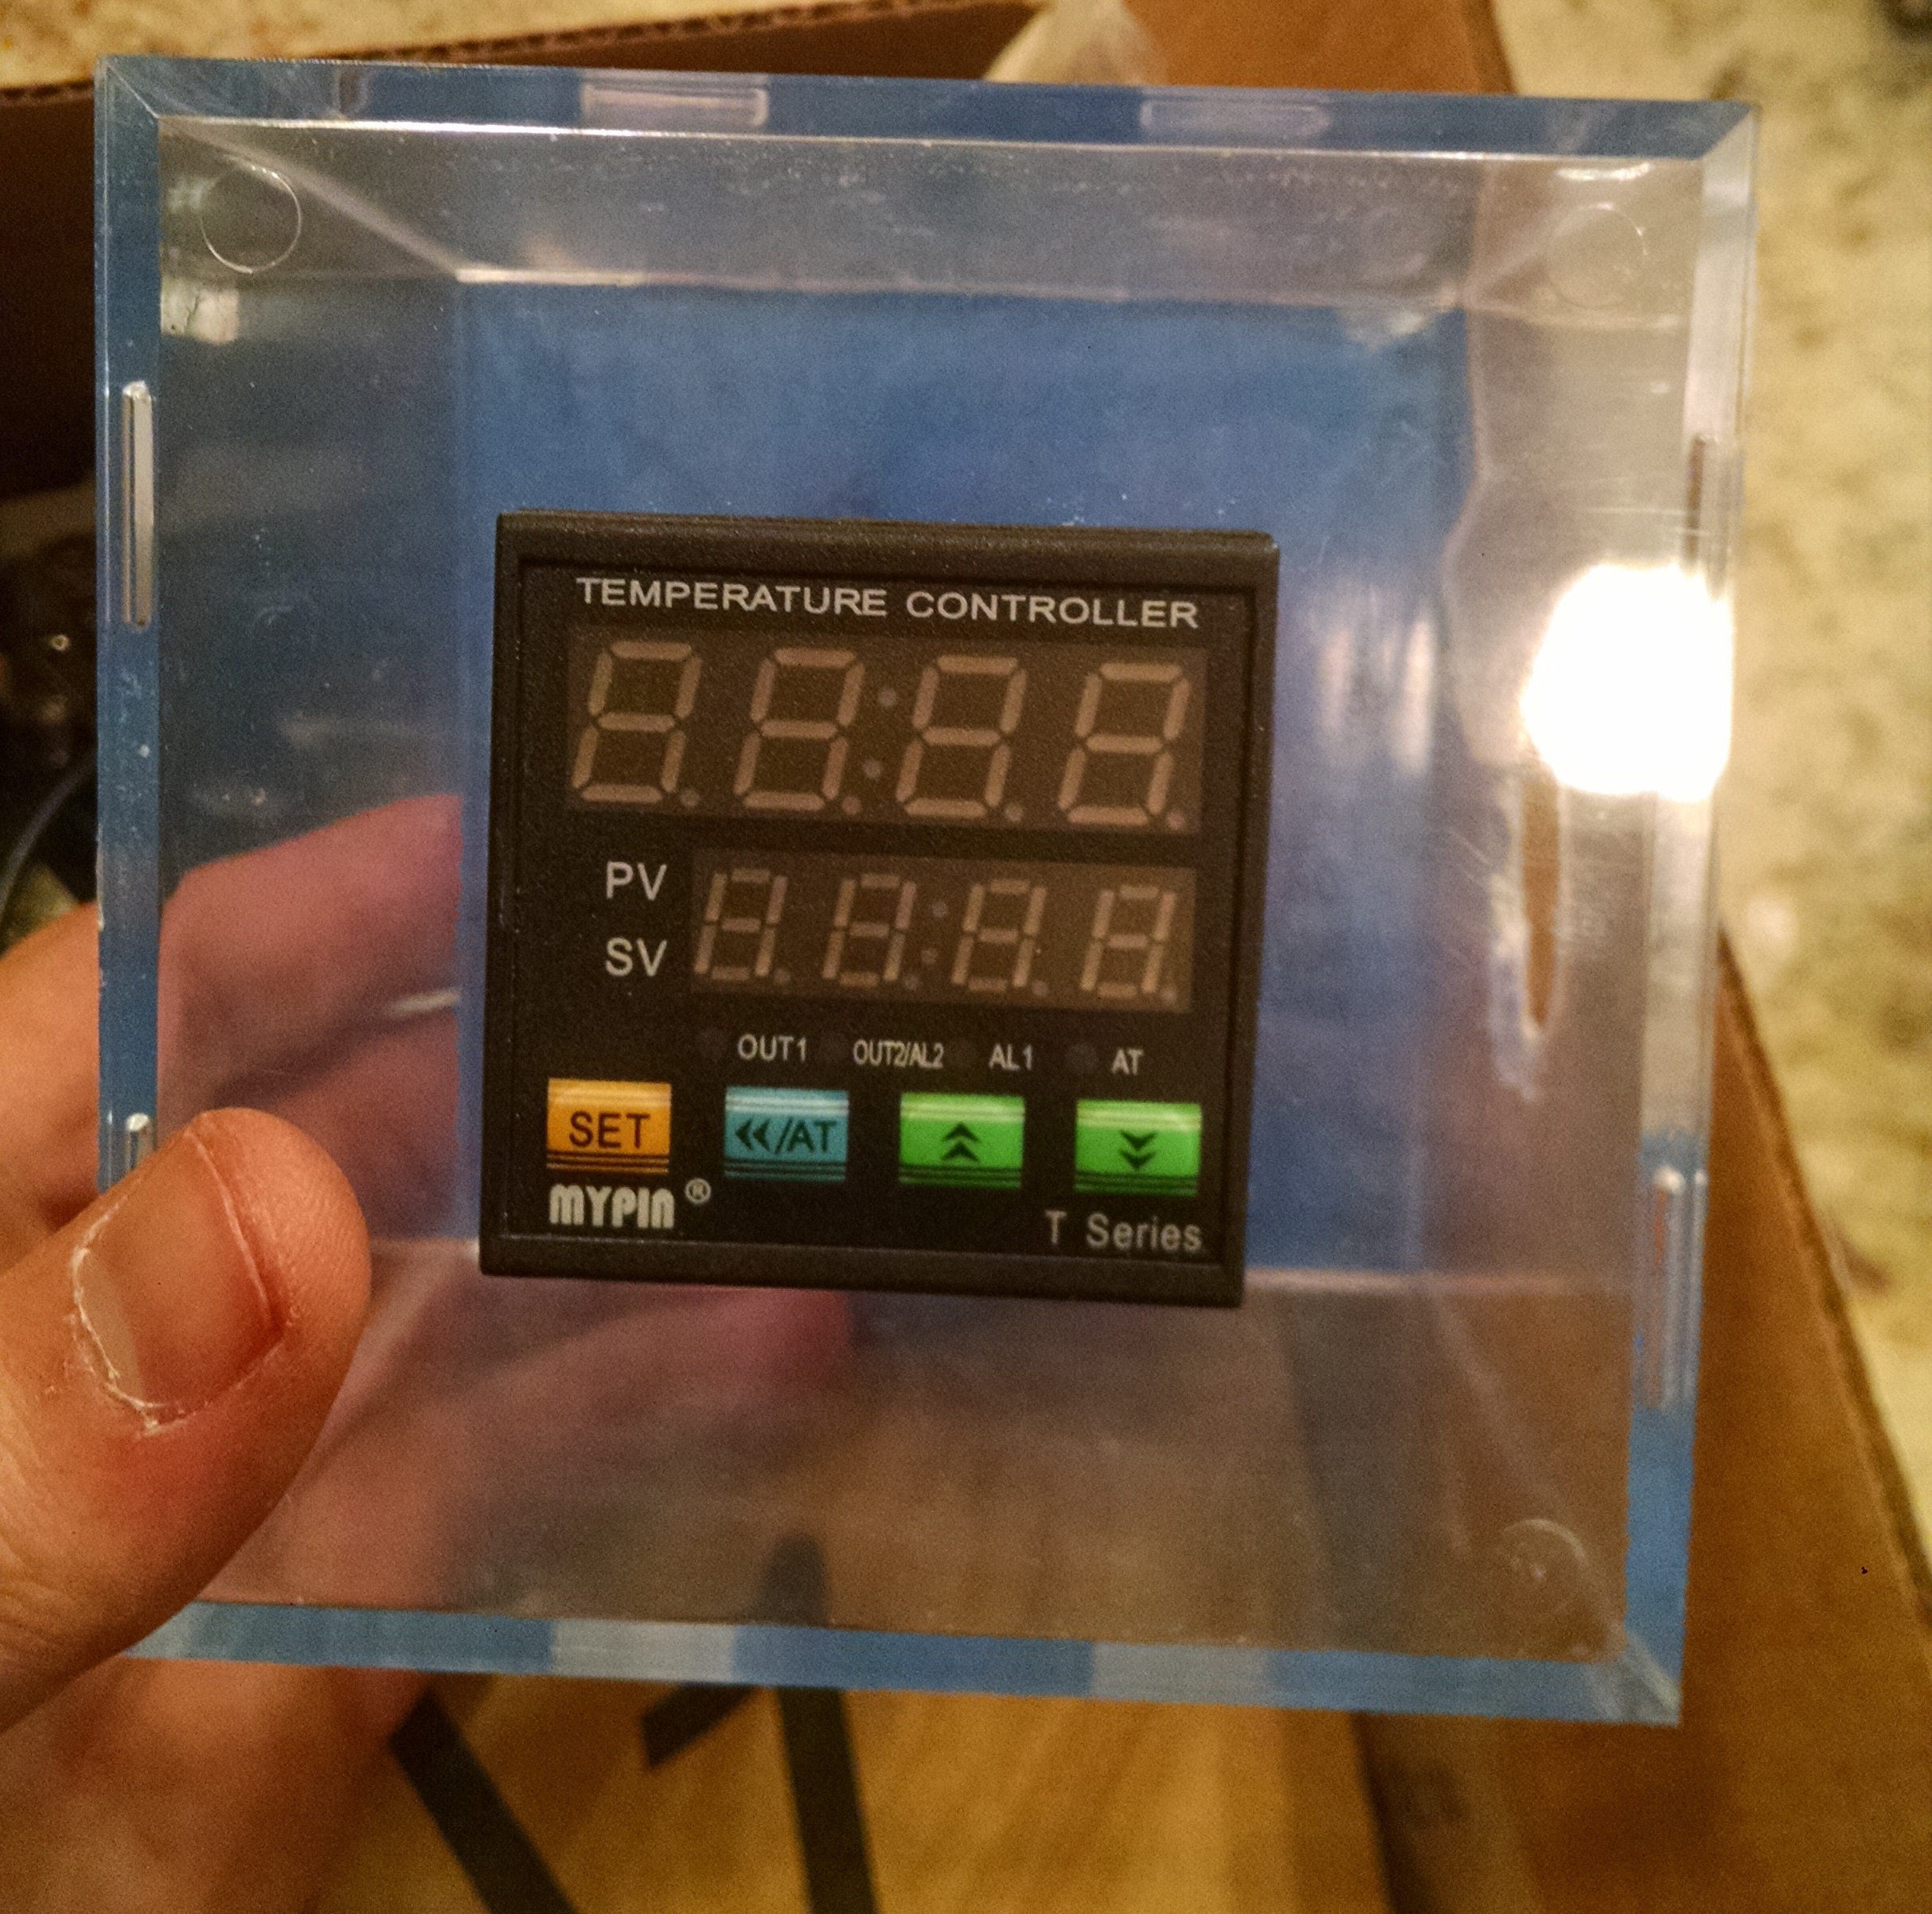 TEMPERATURE CONTROLLER
PV
SV
OUT1 OUT2/AL2 AL1 AT
SET «/AT
MYPIN®
T Series